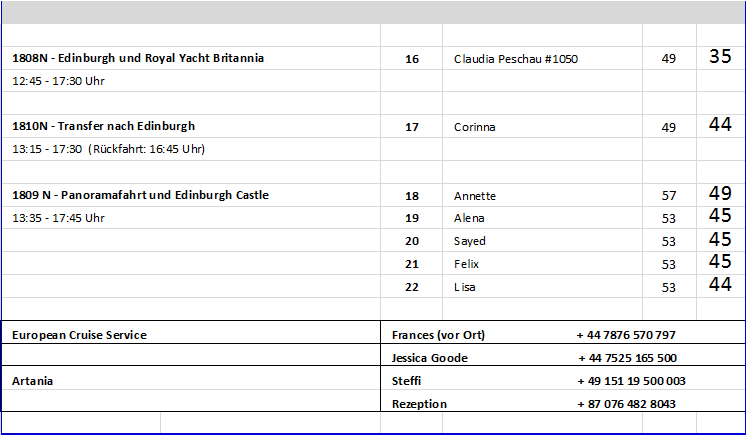 1808N - Edinburgh und Royal Yacht Britannia 16 Claudia Peschau #1050 49 35
12:45 - 17:30 Uhr
1810N - Transfer nach Edinburgh 17 Corinna 49 44
13:15 - 17:30 (Rückfahrt: 16:45 Uhr)
1809 N - Panoramafahrt und Edinburgh Castle 18 Annette 57 49
13:35 - 17:45 Uhr 19 Alena 53 45
20 Sayed 53 45
21 Felix 53 45
22 Lisa 53 44
European Cruise Service Frances (vor Ort) + 44 7876 570 797
Jessica Goode + 44 7525 165 500
Artania Steffi + 49 151 19 500 003
Rezeption + 87 076 482 8043